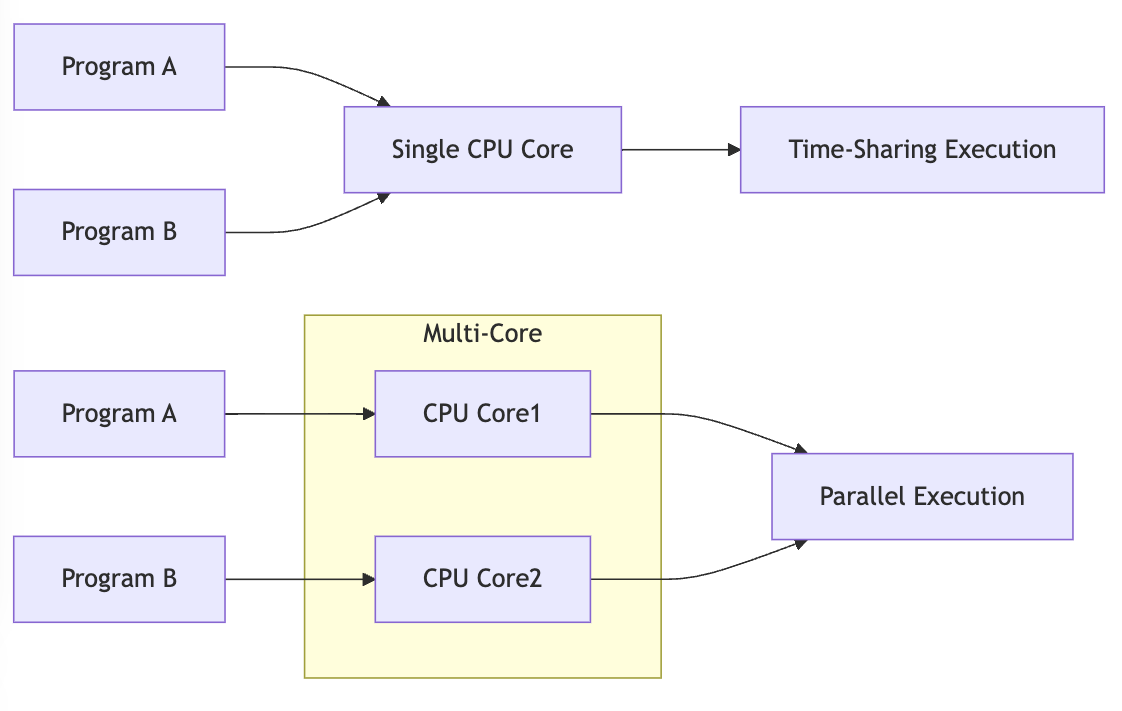 Program A
Single CPU Core
Time-Sharing Execution
Program B
Multi-Core
Program A
CPU Core1
Parallel Execution
Program B
CPU Core2